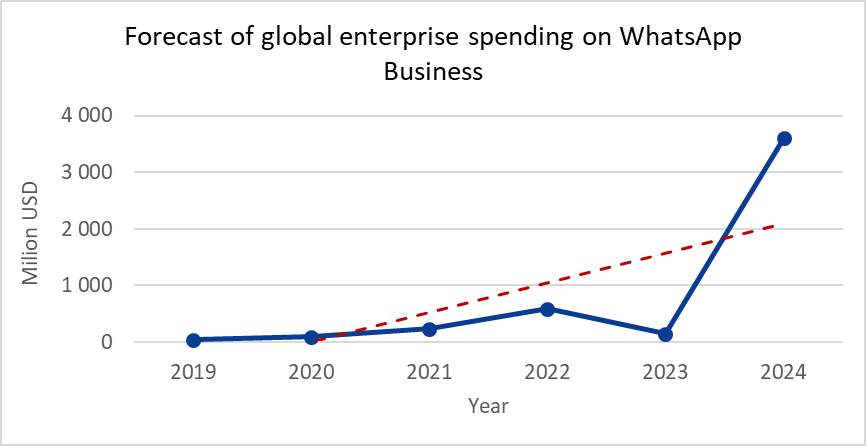 Forecast of global enterprise spending on WhatsApp
Business
4 000
3 000
2 000
1 000
0
Milion USD
2019 2020 2021 2022 2023 2024
Year